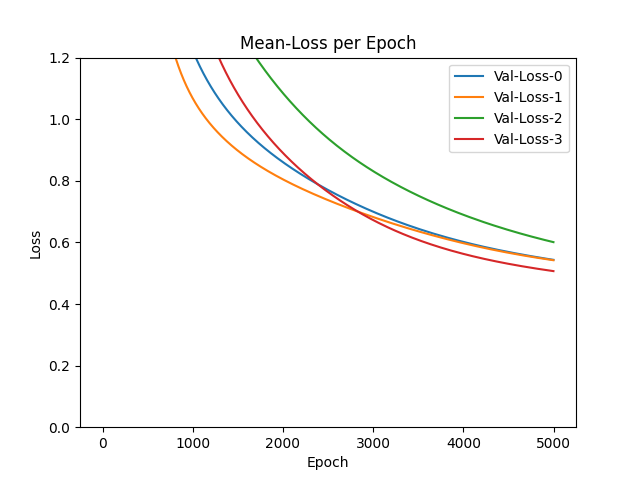 Mean-Loss per Epoch
1.2
1.0
0.8
0.6
0.4
0.2
0.0
Loss
Val-Loss-0
Val-Loss-1
Val-Loss-2
Val-Loss-3
0 1000 2000 3000 4000 5000
Epoch